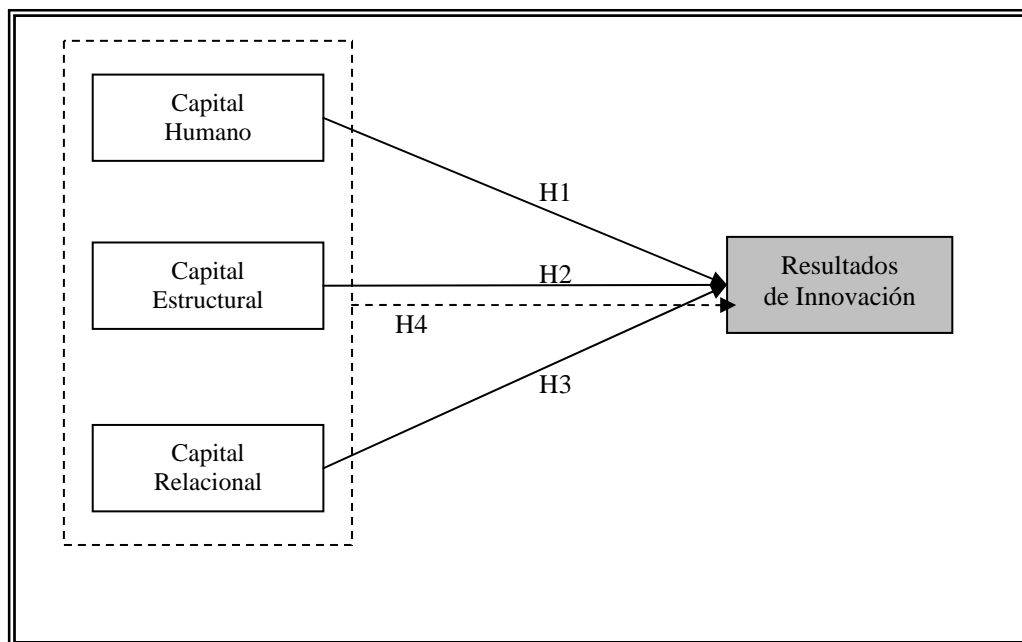 Capital
Humano
H1
Capital
Estructural
H2
Resultados
de Innovación
H4
H3
Capital
Relacional